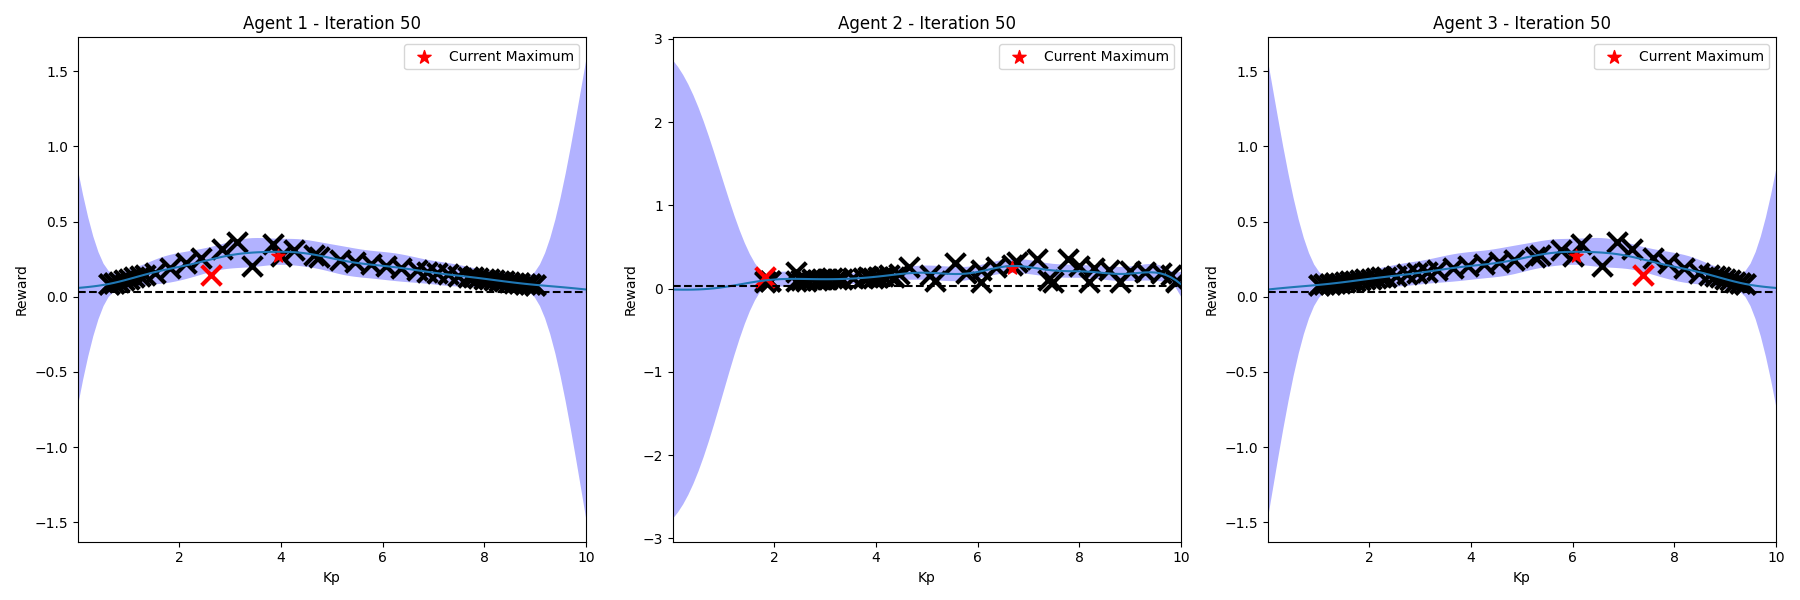 Agent 1 - Iteration 50
Current Maximum
Reward
1.5
1.0
0.5
0.0
−0.5
−1.0
−1.5
2 4 6 8 10
Kp
Agent 2 - Iteration 50
Current Maximum
Reward
3
2
1
0
−1
−2
−3
2 4 6 8 10
Kp
Agent 3 - Iteration 50
Current Maximum
Reward
1.5
1.0
0.5
0.0
−0.5
−1.0
−1.5
2 4 6 8 10
Kp